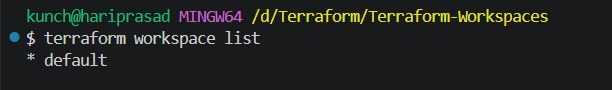 kunch@hariprasad MINGW64 /d/Terraform/Terraform-Workspaces
$ terraform workspace list
* default